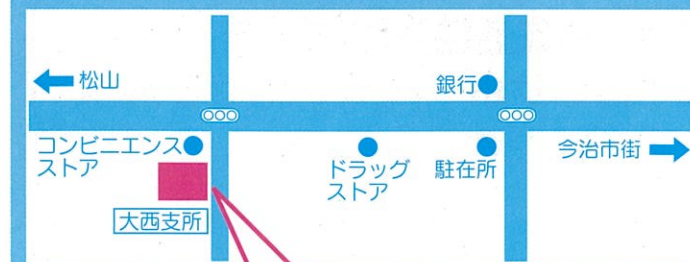 松山
銀行
コンビニエンス
ストア
ドラッグ
ストア
駐在所
今治市街
大西支所